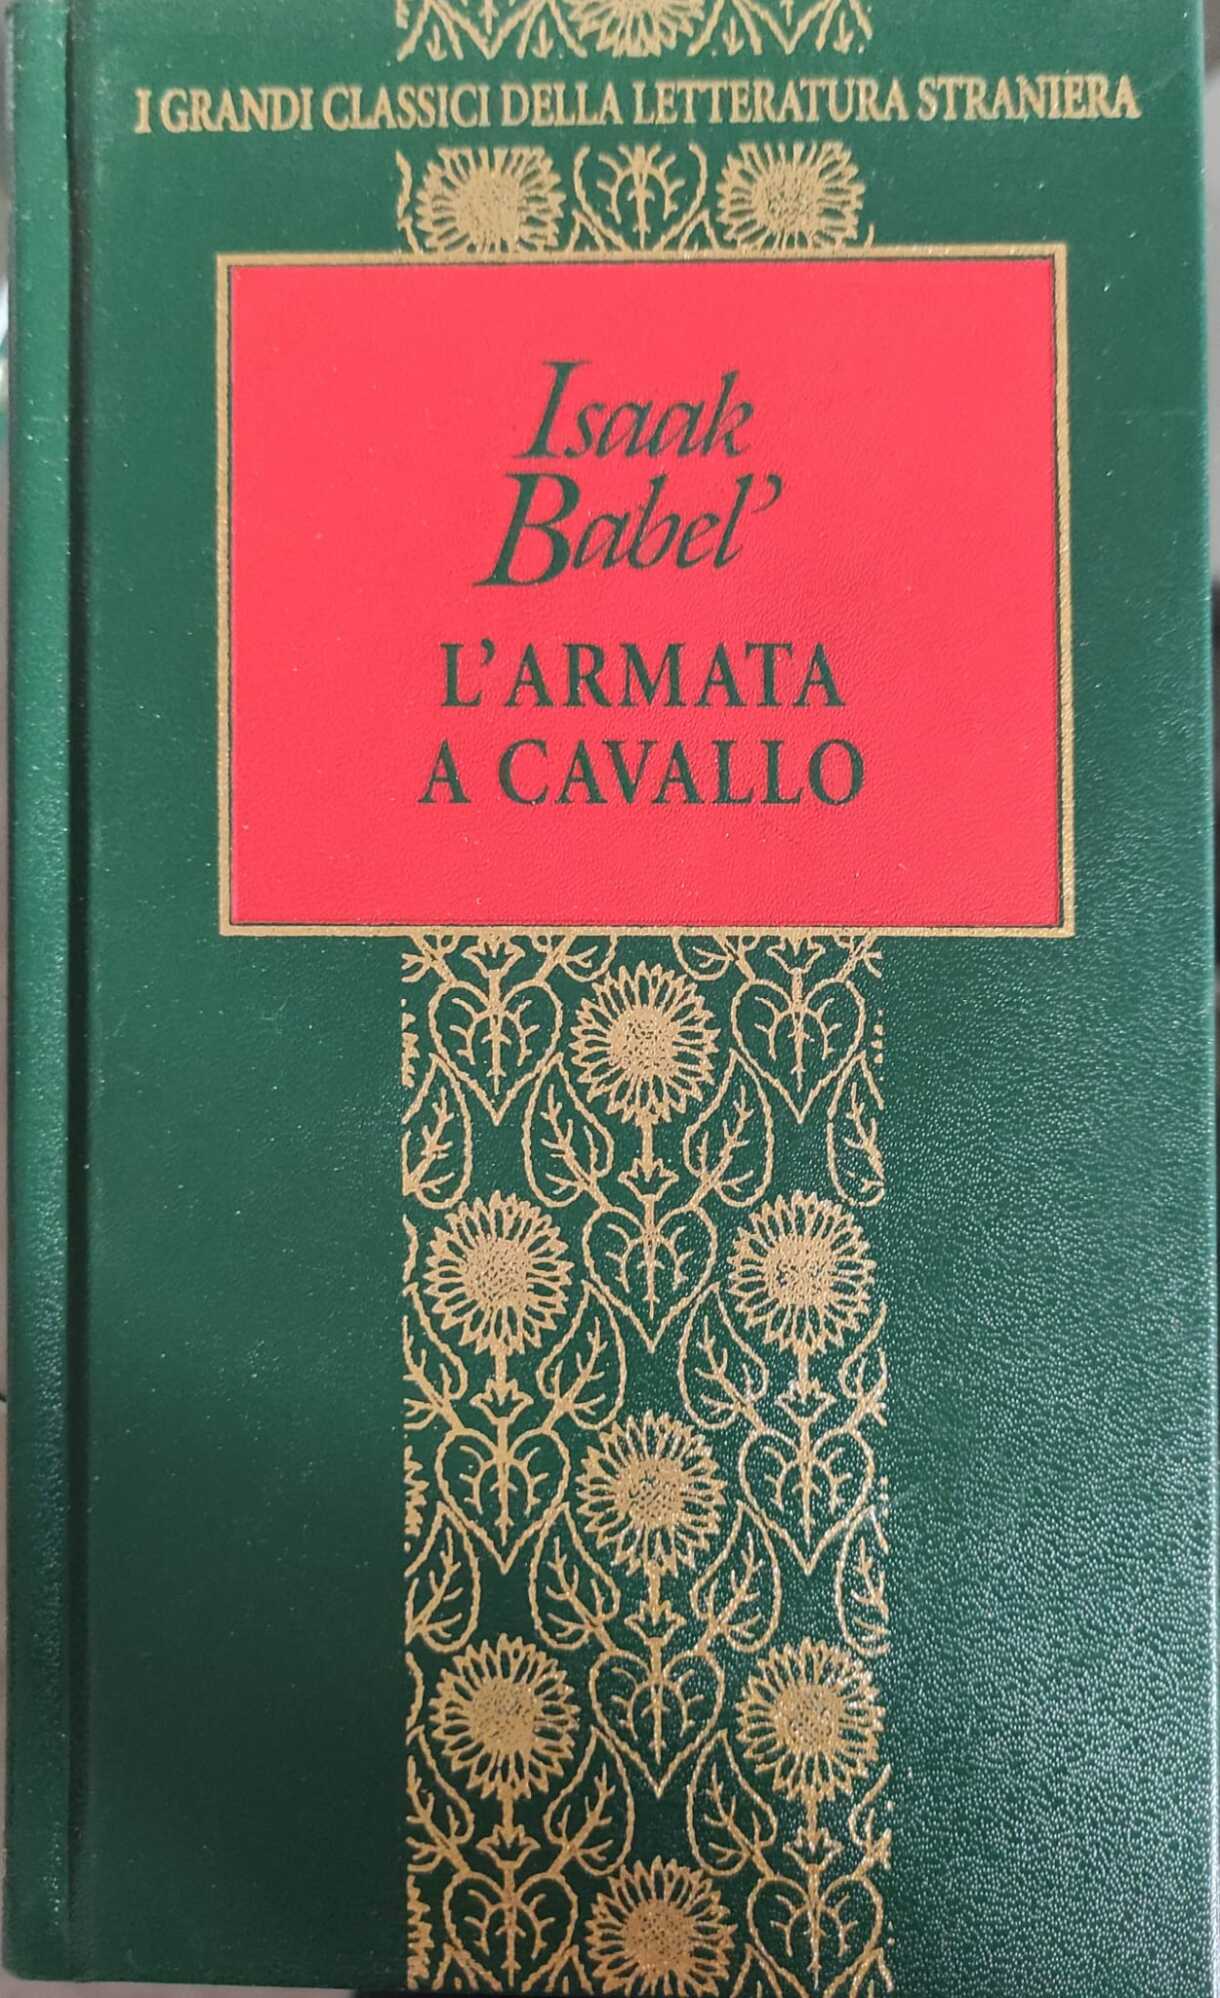 I GRANDI CLASSICI DELLA LETTERATURA STRANIERA
Isaak
Babel'
L'ARMATA
A CAVALLO